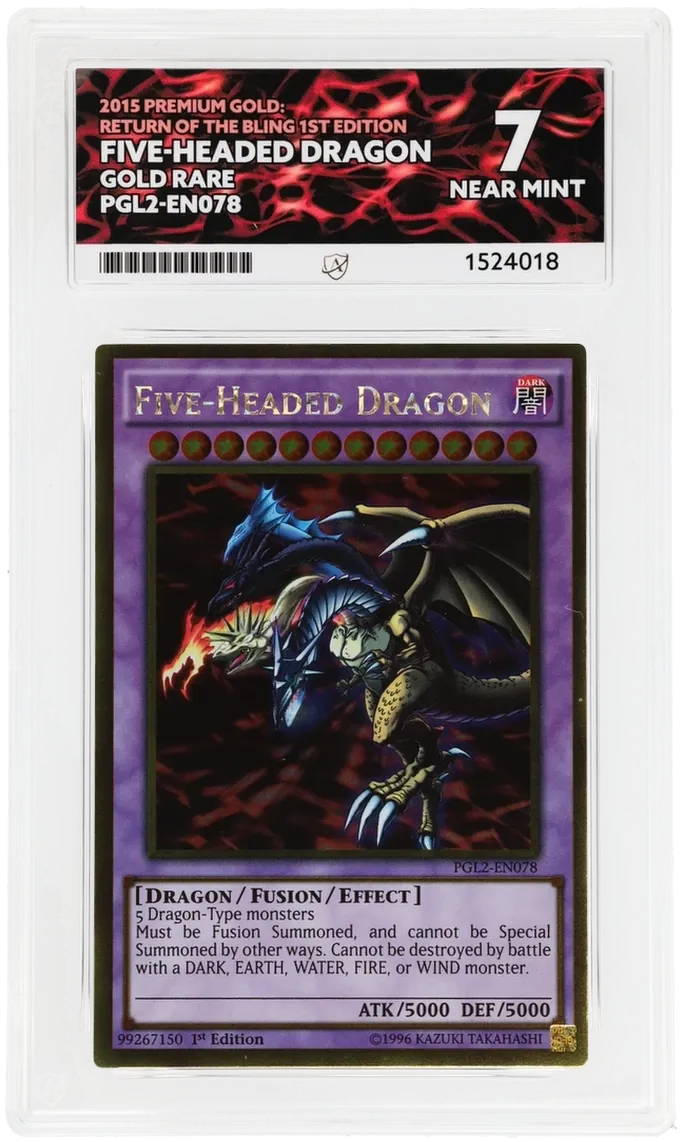 2015 PREMIUM GOLD:
RETURN OF THE BLING 1ST EDITION
FIVE-HEADED DRAGON
GOLD RARE
PGL2-EN078
7
NEAR MINT
A
1524018
FIVE-HEADED DRAGON
DARK
闇
PGL2-EN078
[DRAGON/FUSION/EFFECT]
5 Dragon-Type monsters
Must be Fusion Summoned, and cannot be Special
Summoned by other ways. Cannot be destroyed by battle
with a DARK, EARTH, WATER, FIRE, or WIND monster.
ATK/5000 DEF/5000
99267150 1st Edition
©1996 KAZUKI TAKAHASHI